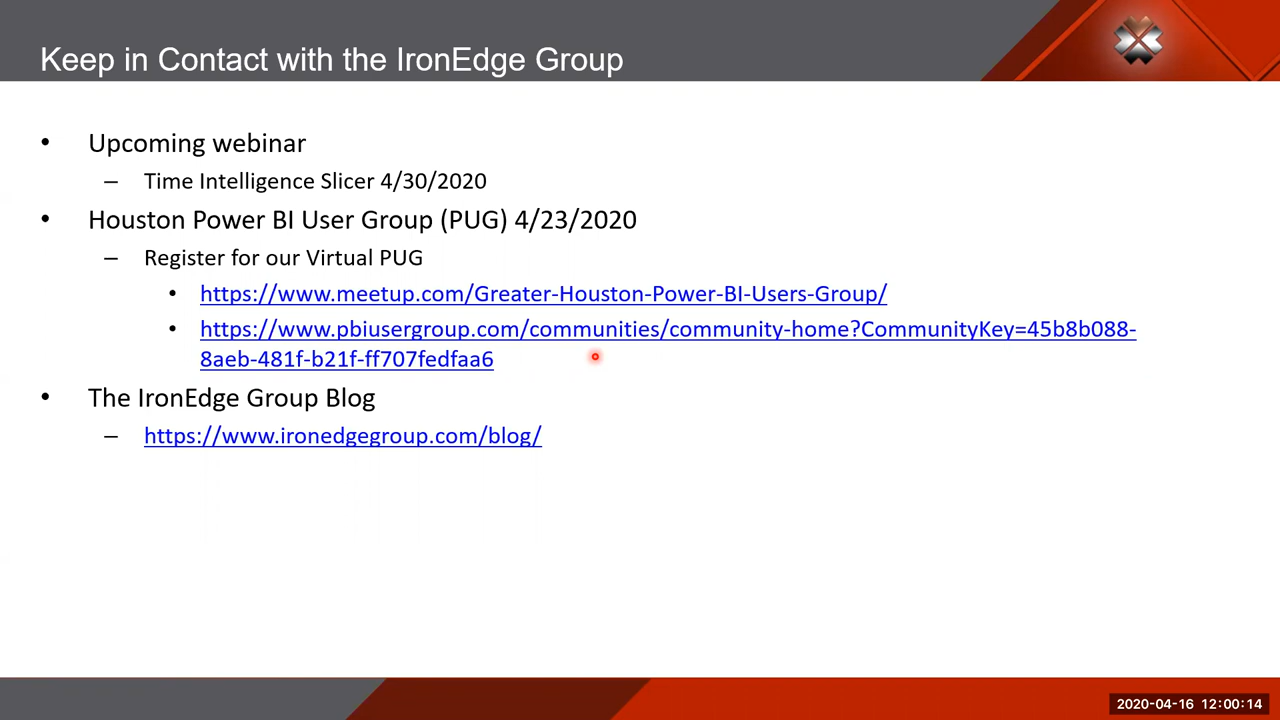 Keep in Contact with the IronEdge Group
• Upcoming webinar
– Time Intelligence Slicer 4/30/2020
• Houston Power BI User Group (PUG) 4/23/2020
– Register for our Virtual PUG
• https://www.meetup.com/Greater-Houston-Power-BI-Users-Group/
• https://www.pbiusergroup.com/communities/community-home?CommunityKey=45b8b088-
8aeb-481f-b21f-ff707fedfaa6
• The IronEdge Group Blog
– https://www.ironedgegroup.com/blog/
2020-04-16 12:00:14